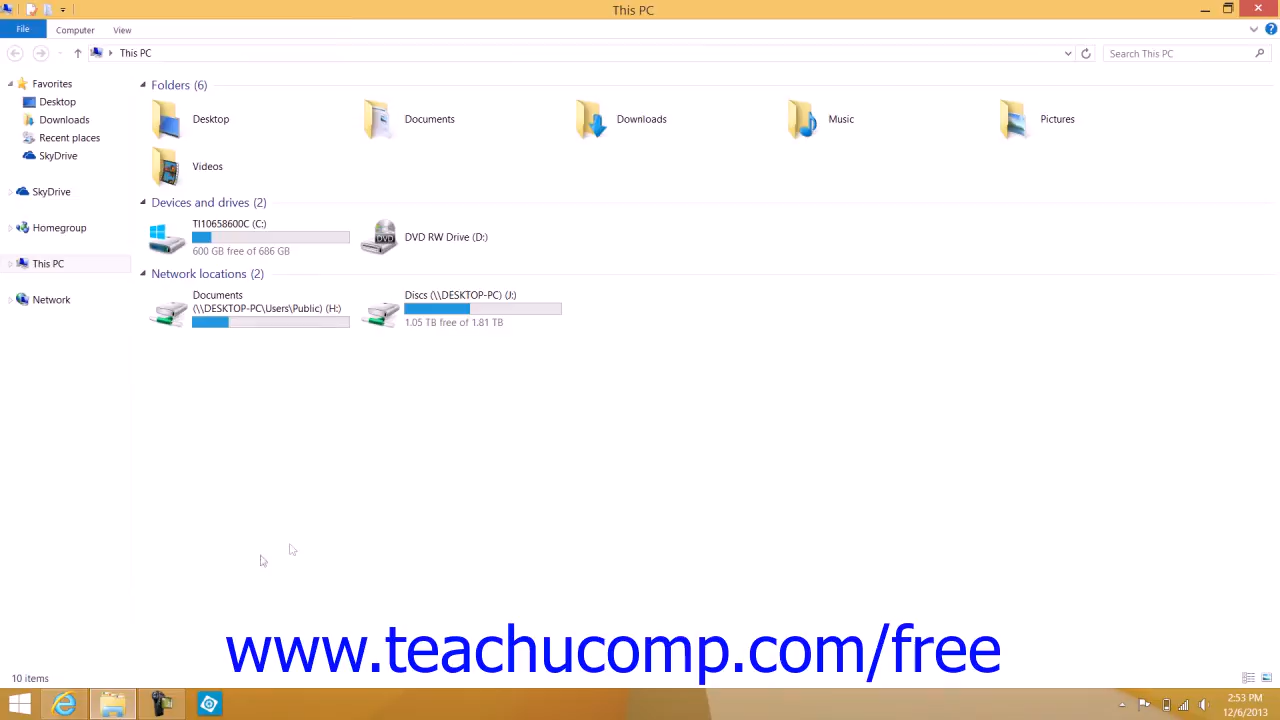 This PC
File
Computer
View
This PC
Search This PC
Favorites
Desktop
Downloads
Recent places
SkyDrive
SkyDrive
Homegroup
This PC
Network
Folders (6)
Desktop
Documents
Downloads
Music
Pictures
Videos
Devices and drives (2)
TI10658600C (C:)
600 GB free of 686 GB
DVD RW Drive (D:)
Network locations (2)
Documents
(\\DESKTOP-PC\Users\Public) (H:)
Discs (\\DESKTOP-PC) (J:)
1.05 TB free of 1.81 TB
www.teachucomp.com/free
10 items
2:53 PM
12/6/2013